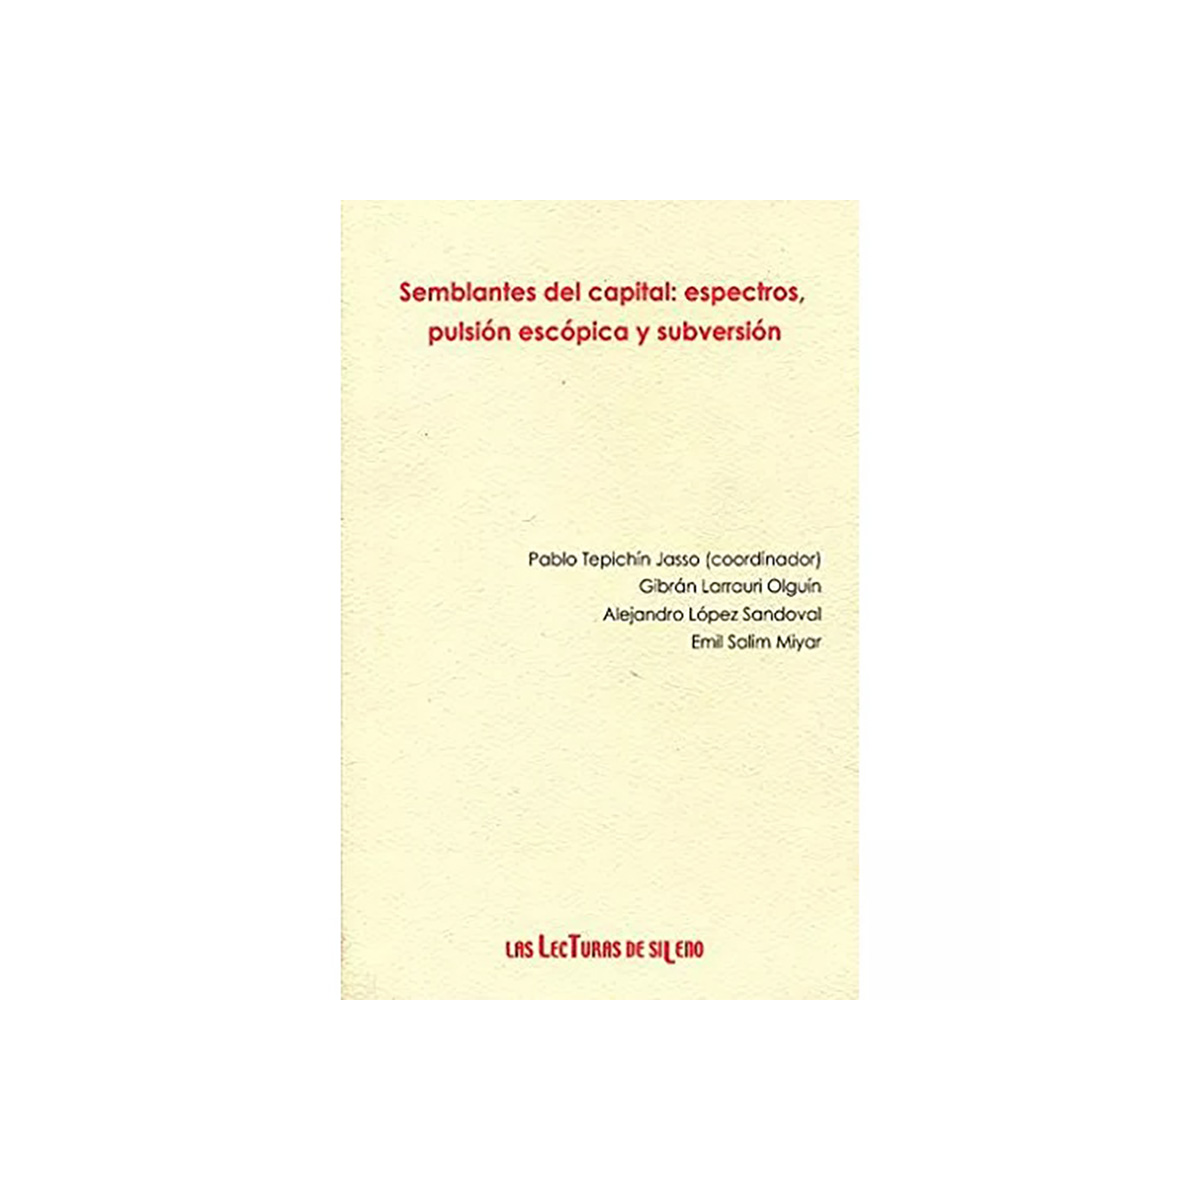 Semblantes del capital: espectros,
pulsión escópica y subversión
Pablo Tepichín Jasso (coordinador)
Gibrán Larrauri Olguín
Alejandro López Sandoval
Emil Salim Miyar
LAS LECTURAS DE SILENO